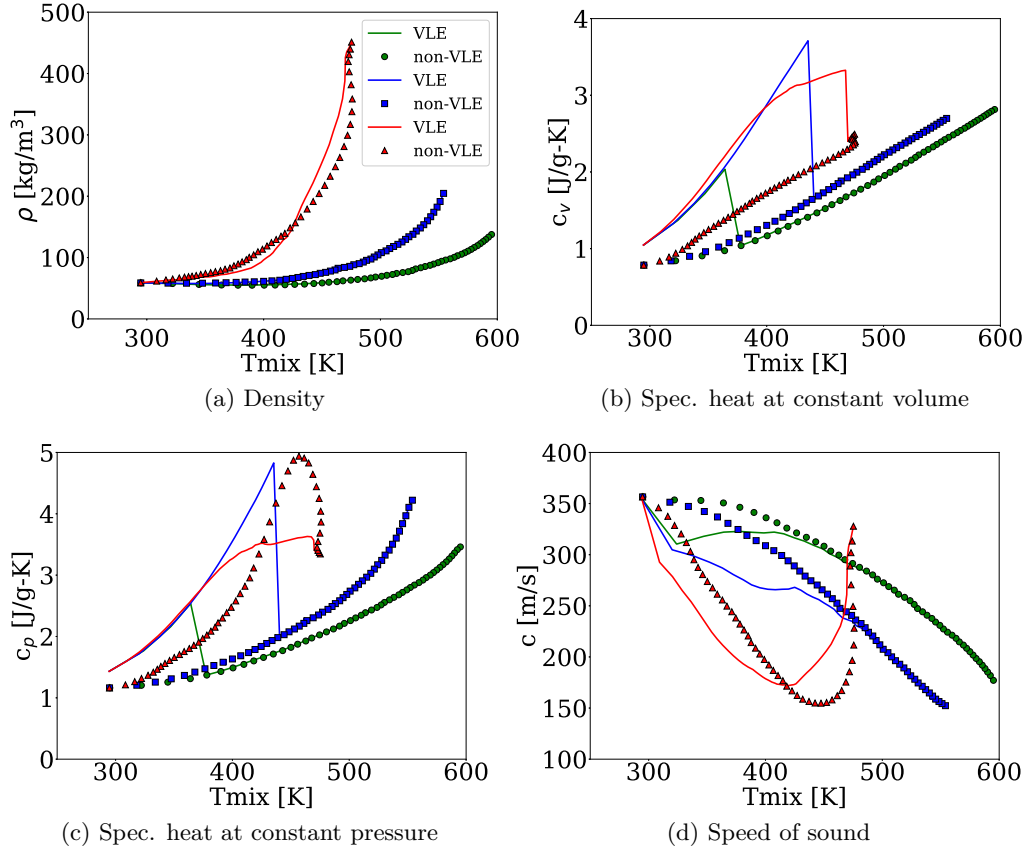 500
400
300
200
100
0
ρ [kg/m³]
300 400 500 600
Tmix [K]
VLE
non-VLE
VLE
non-VLE
VLE
non-VLE
(a) Density
4
3
2
1
0
c_v [J/g-K]
300 400 500 600
Tmix [K]
(b) Spec. heat at constant volume
5
4
3
2
1
0
c_p [J/g-K]
300 400 500 600
Tmix [K]
(c) Spec. heat at constant pressure
400
350
300
250
200
150
100
c [m/s]
300 400 500 600
Tmix [K]
(d) Speed of sound